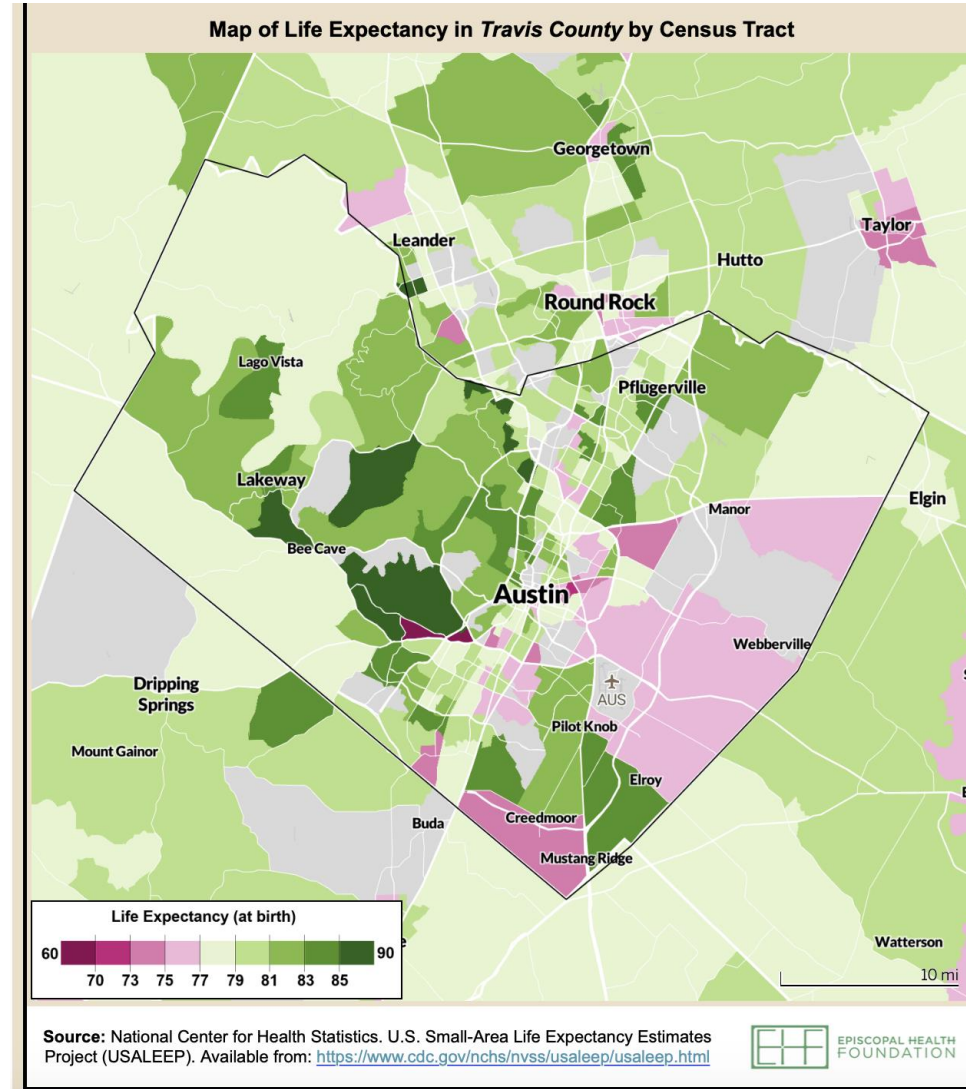 Map of Life Expectancy in Travis County by Census Tract
Georgetown
Taylor
Leander
Hutto
Round Rock
Lago Vista
Pflugerville
Lakeway
Elgin
Manor
Bee Cave
Austin
Webberville
Dripping
Springs
AUS
Pilot Knob
Mount Gainor
Elroy
Creedmoor
Buda
Mustang Ridge
Life Expectancy (at birth)
60
90
70 73 75 77 79 81 83 85
Watterson
10 mi
Source: National Center for Health Statistics. U.S. Small-Area Life Expectancy Estimates
Project (USALEEP). Available from: https://www.cdc.gov/nchs/nvss/usaleep/usaleep.html
EHF
EPISCOPAL HEALTH
FOUNDATION